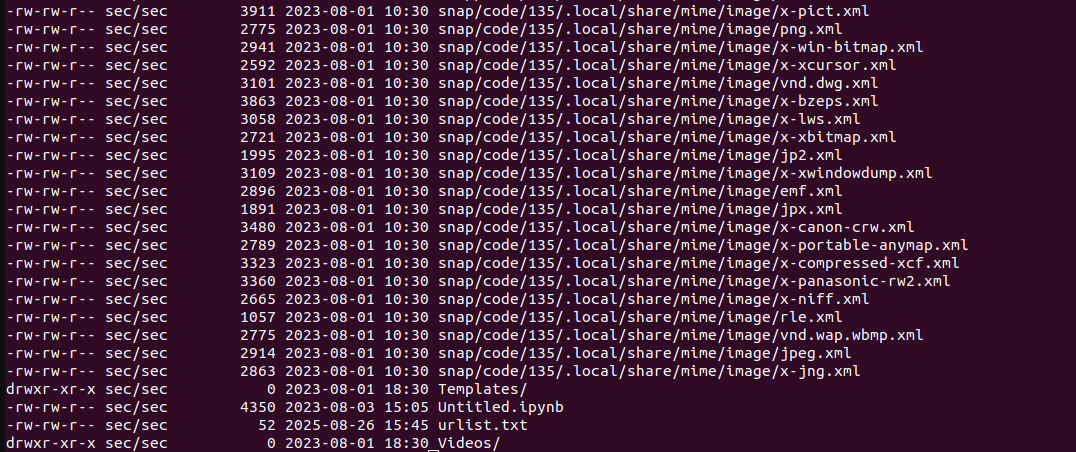 -rw-rw-r-- sec/sec        3911 2023-08-01 10:30 snap/code/135/.local/share/mime/image/x-pict.xml
-rw-rw-r-- sec/sec        2775 2023-08-01 10:30 snap/code/135/.local/share/mime/image/png.xml
-rw-rw-r-- sec/sec        2941 2023-08-01 10:30 snap/code/135/.local/share/mime/image/x-win-bitmap.xml
-rw-rw-r-- sec/sec        2592 2023-08-01 10:30 snap/code/135/.local/share/mime/image/x-xcursor.xml
-rw-rw-r-- sec/sec        3101 2023-08-01 10:30 snap/code/135/.local/share/mime/image/vnd.dwg.xml
-rw-rw-r-- sec/sec        3863 2023-08-01 10:30 snap/code/135/.local/share/mime/image/x-bzeps.xml
-rw-rw-r-- sec/sec        3058 2023-08-01 10:30 snap/code/135/.local/share/mime/image/x-lws.xml
-rw-rw-r-- sec/sec        2721 2023-08-01 10:30 snap/code/135/.local/share/mime/image/x-xbitmap.xml
-rw-rw-r-- sec/sec        1995 2023-08-01 10:30 snap/code/135/.local/share/mime/image/jp2.xml
-rw-rw-r-- sec/sec        3109 2023-08-01 10:30 snap/code/135/.local/share/mime/image/x-xwindowdump.xml
-rw-rw-r-- sec/sec        2896 2023-08-01 10:30 snap/code/135/.local/share/mime/image/emf.xml
-rw-rw-r-- sec/sec        1891 2023-08-01 10:30 snap/code/135/.local/share/mime/image/jpx.xml
-rw-rw-r-- sec/sec        3480 2023-08-01 10:30 snap/code/135/.local/share/mime/image/x-canon-crw.xml
-rw-rw-r-- sec/sec        2789 2023-08-01 10:30 snap/code/135/.local/share/mime/image/x-portable-anymap.xml
-rw-rw-r-- sec/sec        3323 2023-08-01 10:30 snap/code/135/.local/share/mime/image/x-compressed-xcf.xml
-rw-rw-r-- sec/sec        3360 2023-08-01 10:30 snap/code/135/.local/share/mime/image/x-panasonic-rw2.xml
-rw-rw-r-- sec/sec        2665 2023-08-01 10:30 snap/code/135/.local/share/mime/image/x-niff.xml
-rw-rw-r-- sec/sec        1057 2023-08-01 10:30 snap/code/135/.local/share/mime/image/rle.xml
-rw-rw-r-- sec/sec        2775 2023-08-01 10:30 snap/code/135/.local/share/mime/image/vnd.wap.wbmp.xml
-rw-rw-r-- sec/sec        2914 2023-08-01 10:30 snap/code/135/.local/share/mime/image/jpeg.xml
-rw-rw-r-- sec/sec        2863 2023-08-01 10:30 snap/code/135/.local/share/mime/image/x-jng.xml
drwxr-xr-x sec/sec           0 2023-08-01 18:30 Templates/
-rw-rw-r-- sec/sec        4350 2023-08-03 15:05 Untitled.ipynb
-rw-rw-r-- sec/sec          52 2025-08-26 15:45 urlist.txt
drwxr-xr-x sec/sec           0 2023-08-01 18:30 Videos/